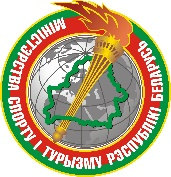 МІНІСТЭРСТВА СПОРТУ І ТУРЫЗМУ РЭСПУБЛІКІ БЕЛАРУСЬ